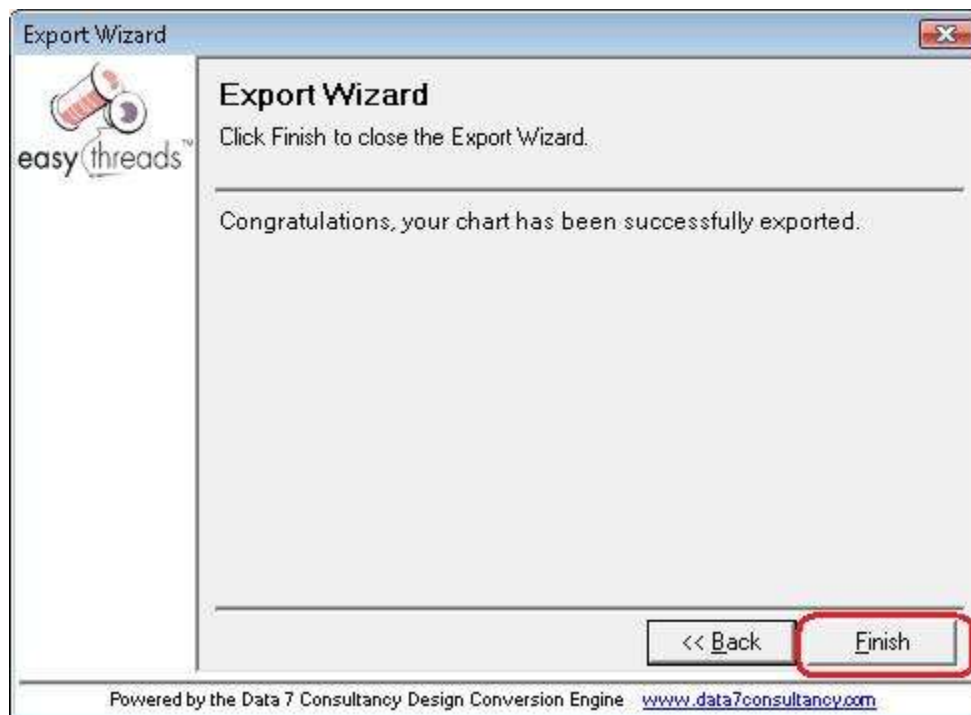 Export Wizard
easy threads™
Export Wizard
Click Finish to close the Export Wizard.
Congratulations, your chart has been successfully exported.
<< Back
Finish
Powered by the Data 7 Consultancy Design Conversion Engine www.data7consultancy.com